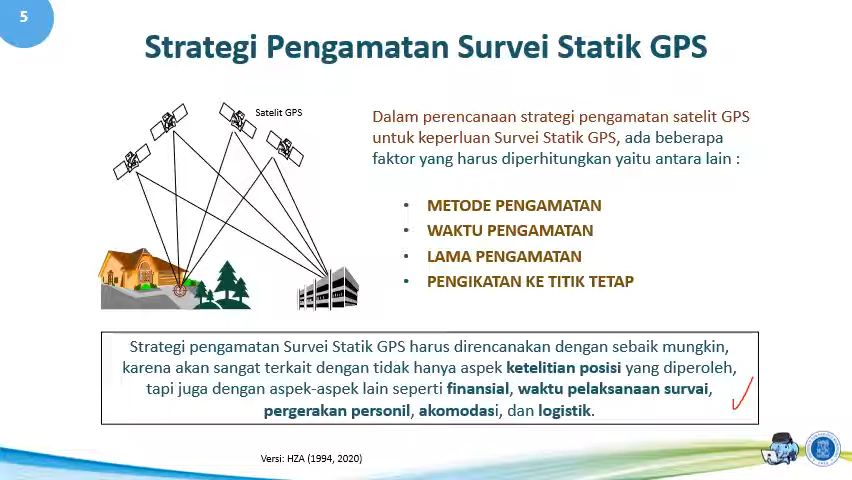 5
Strategi Pengamatan Survei Statik GPS
Satelit GPS
Dalam perencanaan strategi pengamatan satelit GPS
untuk keperluan Survei Statik GPS, ada beberapa
faktor yang harus diperhitungkan yaitu antara lain :
• METODE PENGAMATAN
• WAKTU PENGAMATAN
• LAMA PENGAMATAN
• PENGIKATAN KE TITIK TETAP
Strategi pengamatan Survei Statik GPS harus direncanakan dengan sebaik mungkin,
karena akan sangat terkait dengan tidak hanya aspek ketelitian posisi yang diperoleh,
tapi juga dengan aspek-aspek lain seperti finansial, waktu pelaksanaan survai,
pergerakan personil, akomodasi, dan logistik.
Versi: HZA (1994, 2020)